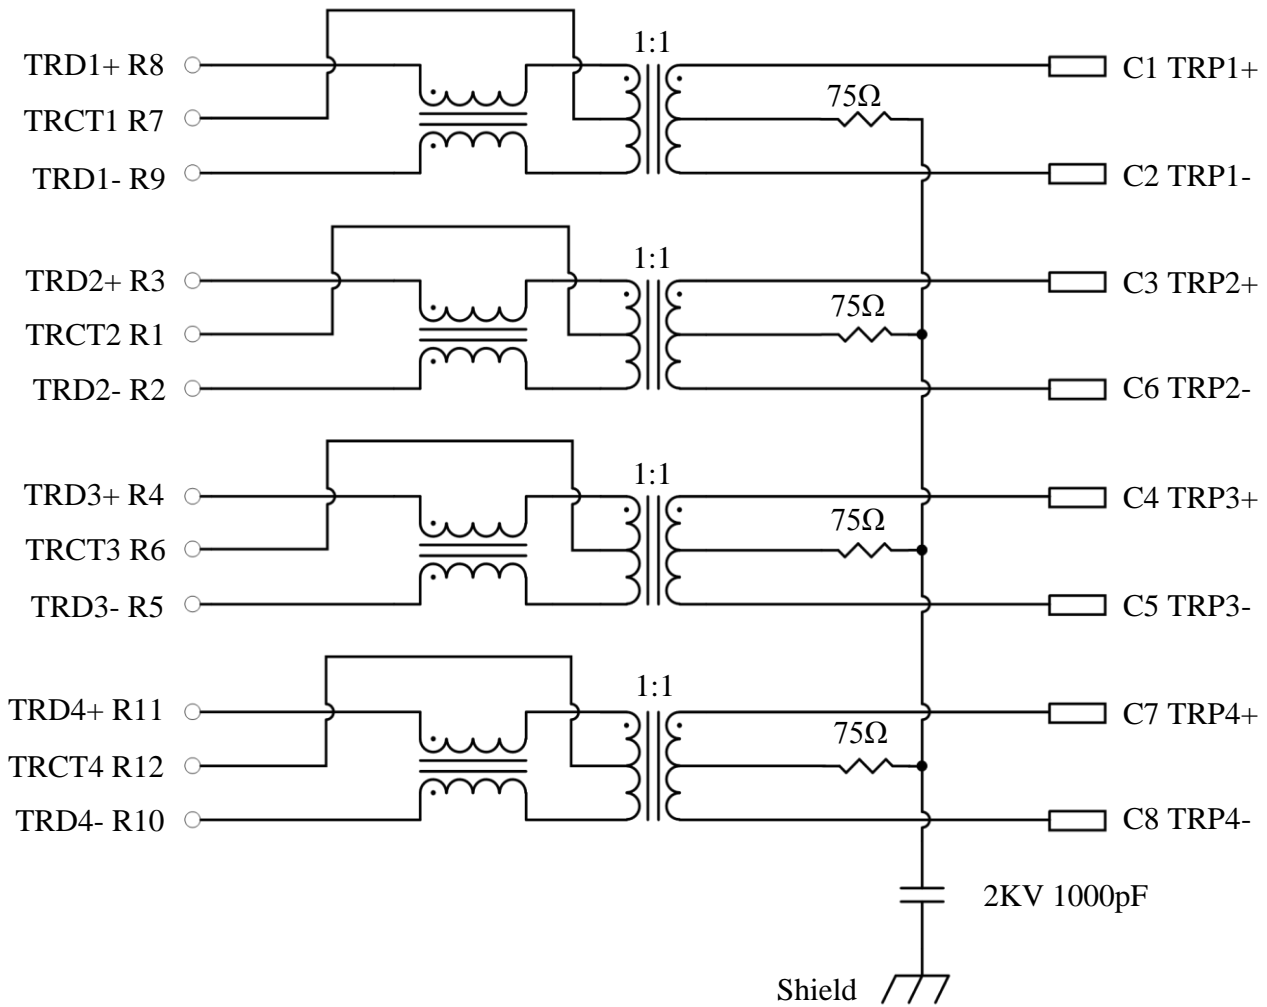 1:1
TRD1+ R8
C1 TRP1+
75Ω
TRCT1 R7
TRD1- R9
C2 TRP1-
1:1
TRD2+ R3
C3 TRP2+
75Ω
TRCT2 R1
TRD2- R2
C6 TRP2-
1:1
TRD3+ R4
C4 TRP3+
75Ω
TRCT3 R6
TRD3- R5
C5 TRP3-
1:1
TRD4+ R11
C7 TRP4+
75Ω
TRCT4 R12
TRD4- R10
C8 TRP4-
2KV 1000pF
Shield